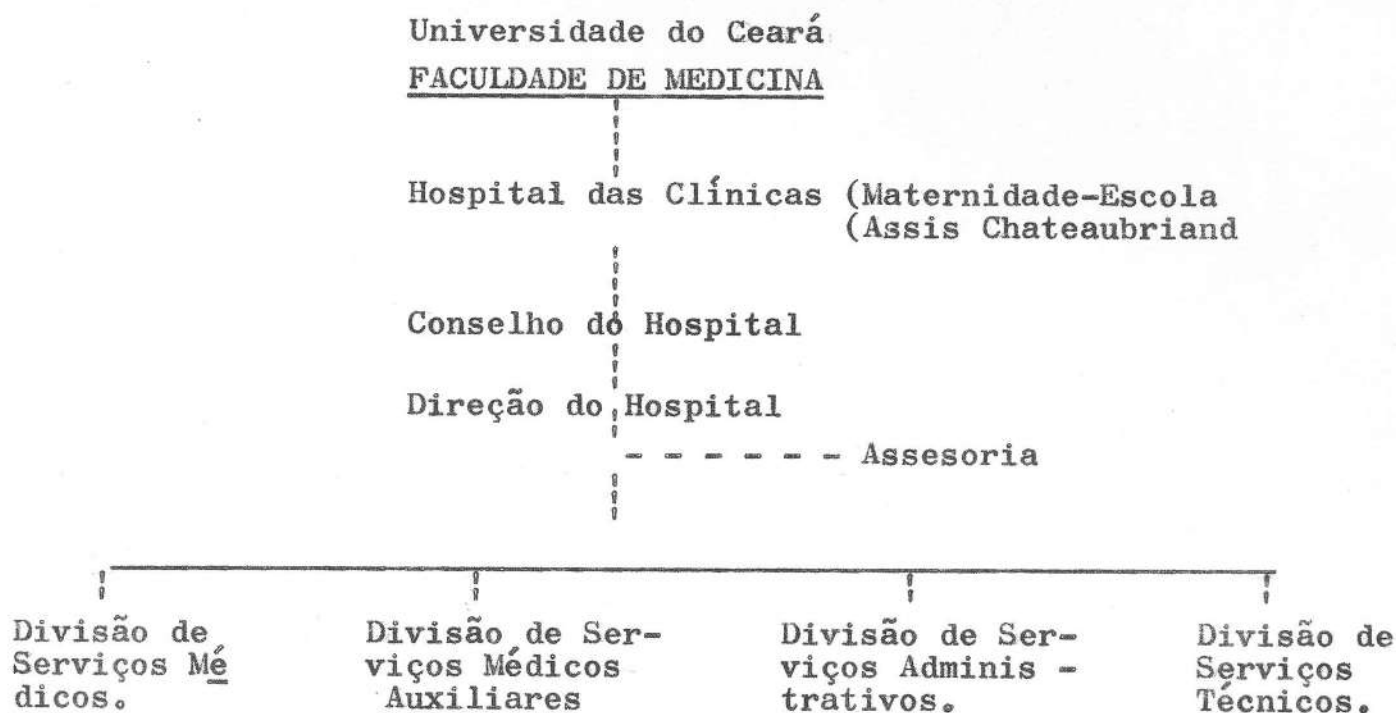 Universidade do Ceará
FACULDADE DE MEDICINA
Hospital das Clínicas (Maternidade-Escola
(Assis Chateaubriand
Conselho do Hospital
Direção do Hospital
Assesoria
Divisão de
Serviços Mé
dicos.
Divisão de Ser-
viços Médicos
Auxiliares
Divisão de Ser-
viços Adminis -
trativos.
Divisão de
Serviços
Técnicos.